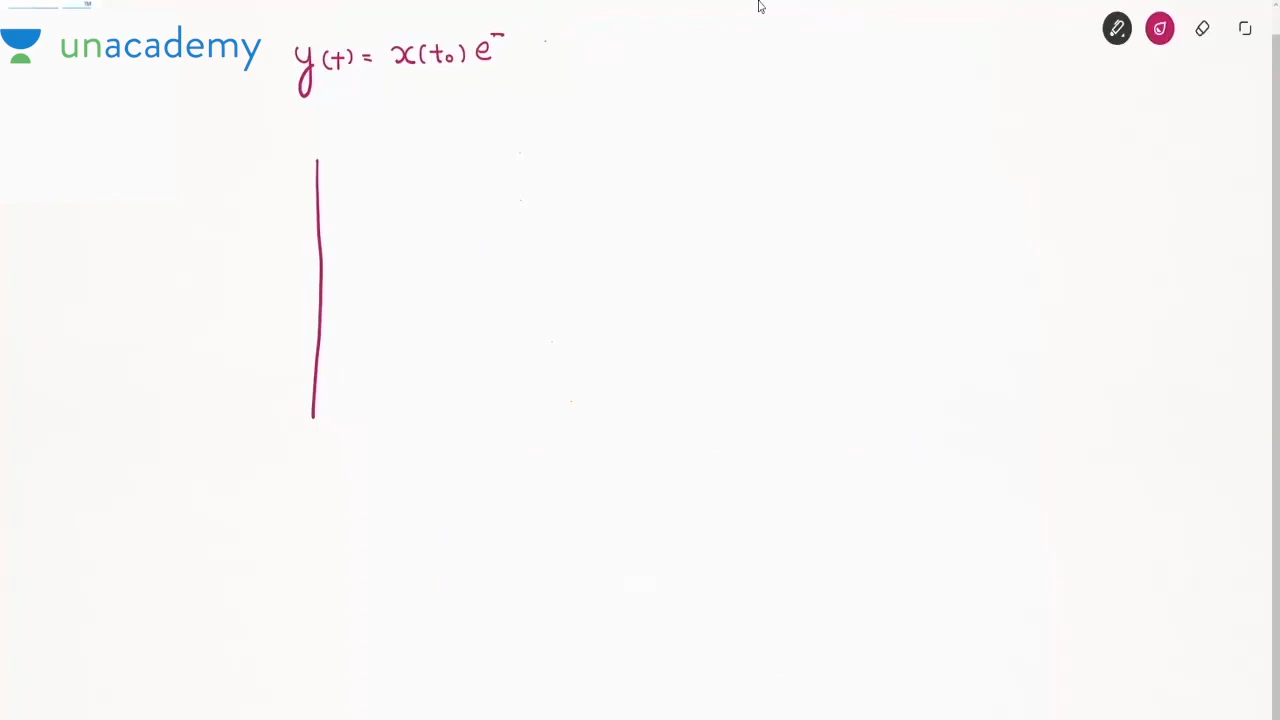 unacademy
y(t) = x(t₀) e⁻